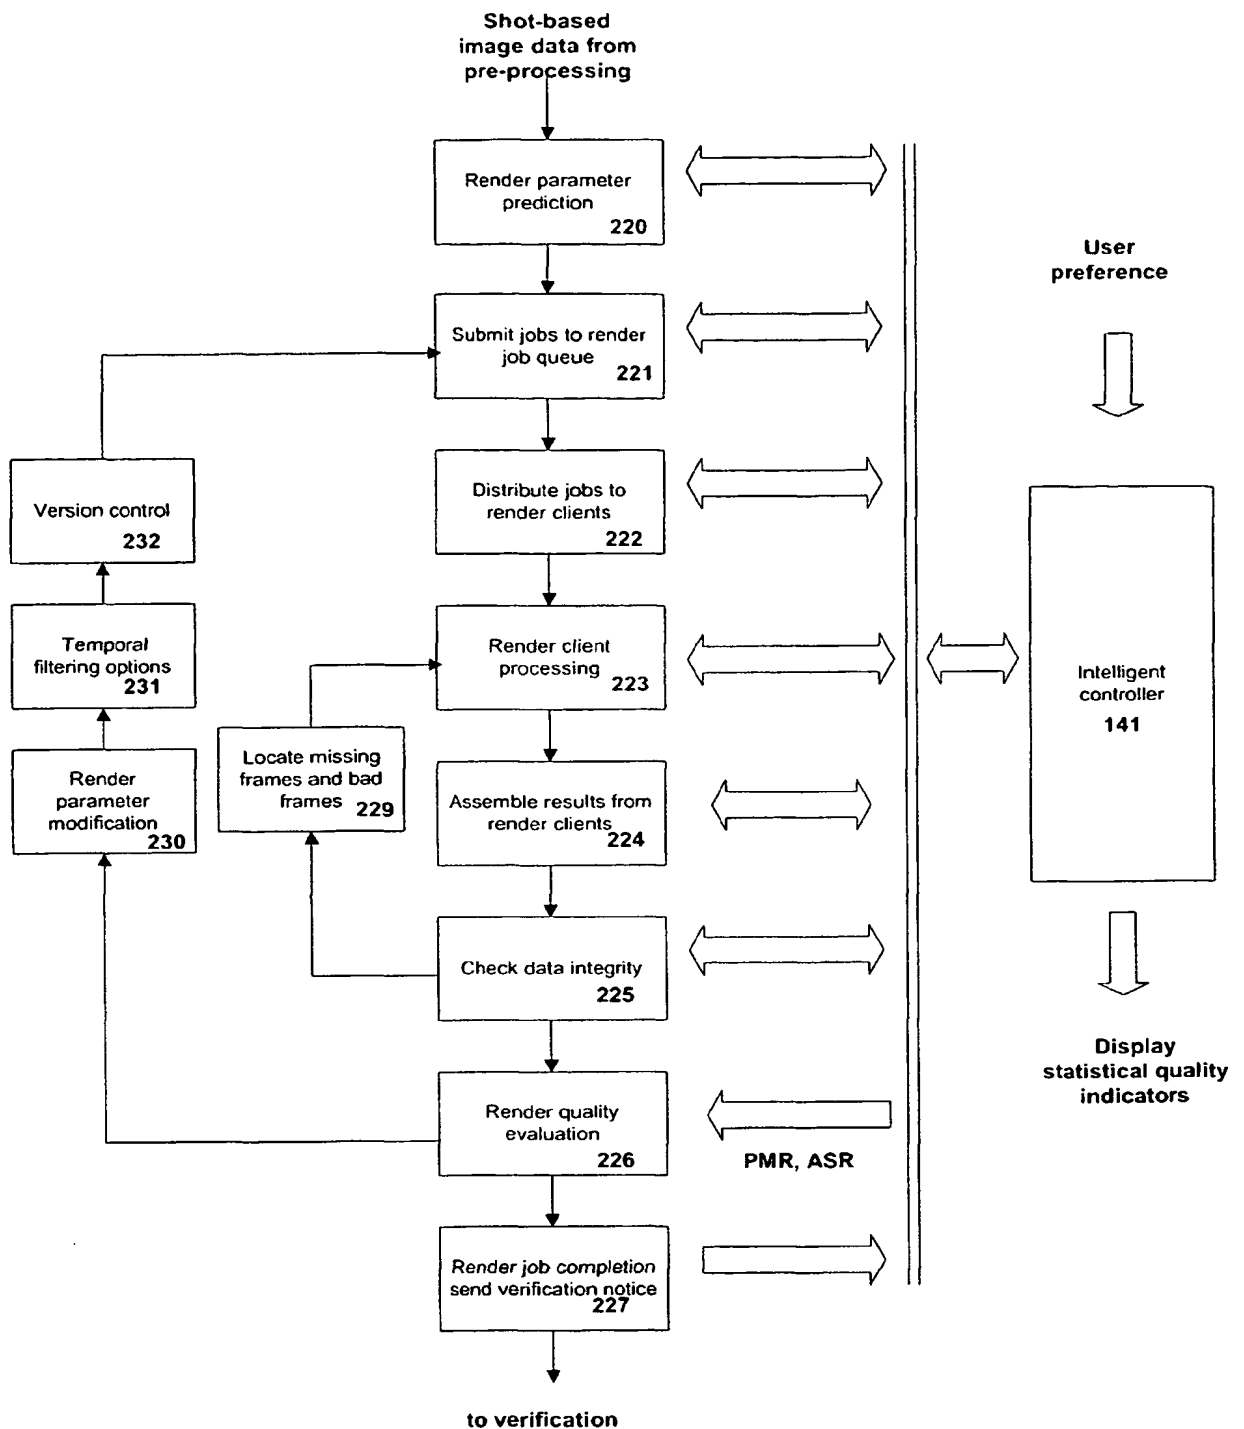 Shot-based
image data from
pre-processing
Render parameter
prediction
220
Submit jobs to render
job queue
221
Distribute jobs to
render clients
222
Render client
processing
223
Assemble results from
render clients
224
Check data integrity
225
Render quality
evaluation
226
Render job completion
send verification notice
227
to verification
Locate missing
frames and bad
frames
229
Version control
232
Temporal
filtering options
231
Render
parameter
modification
230
PMR, ASR
User
preference
Intelligent
controller
141
Display
statistical quality
indicators